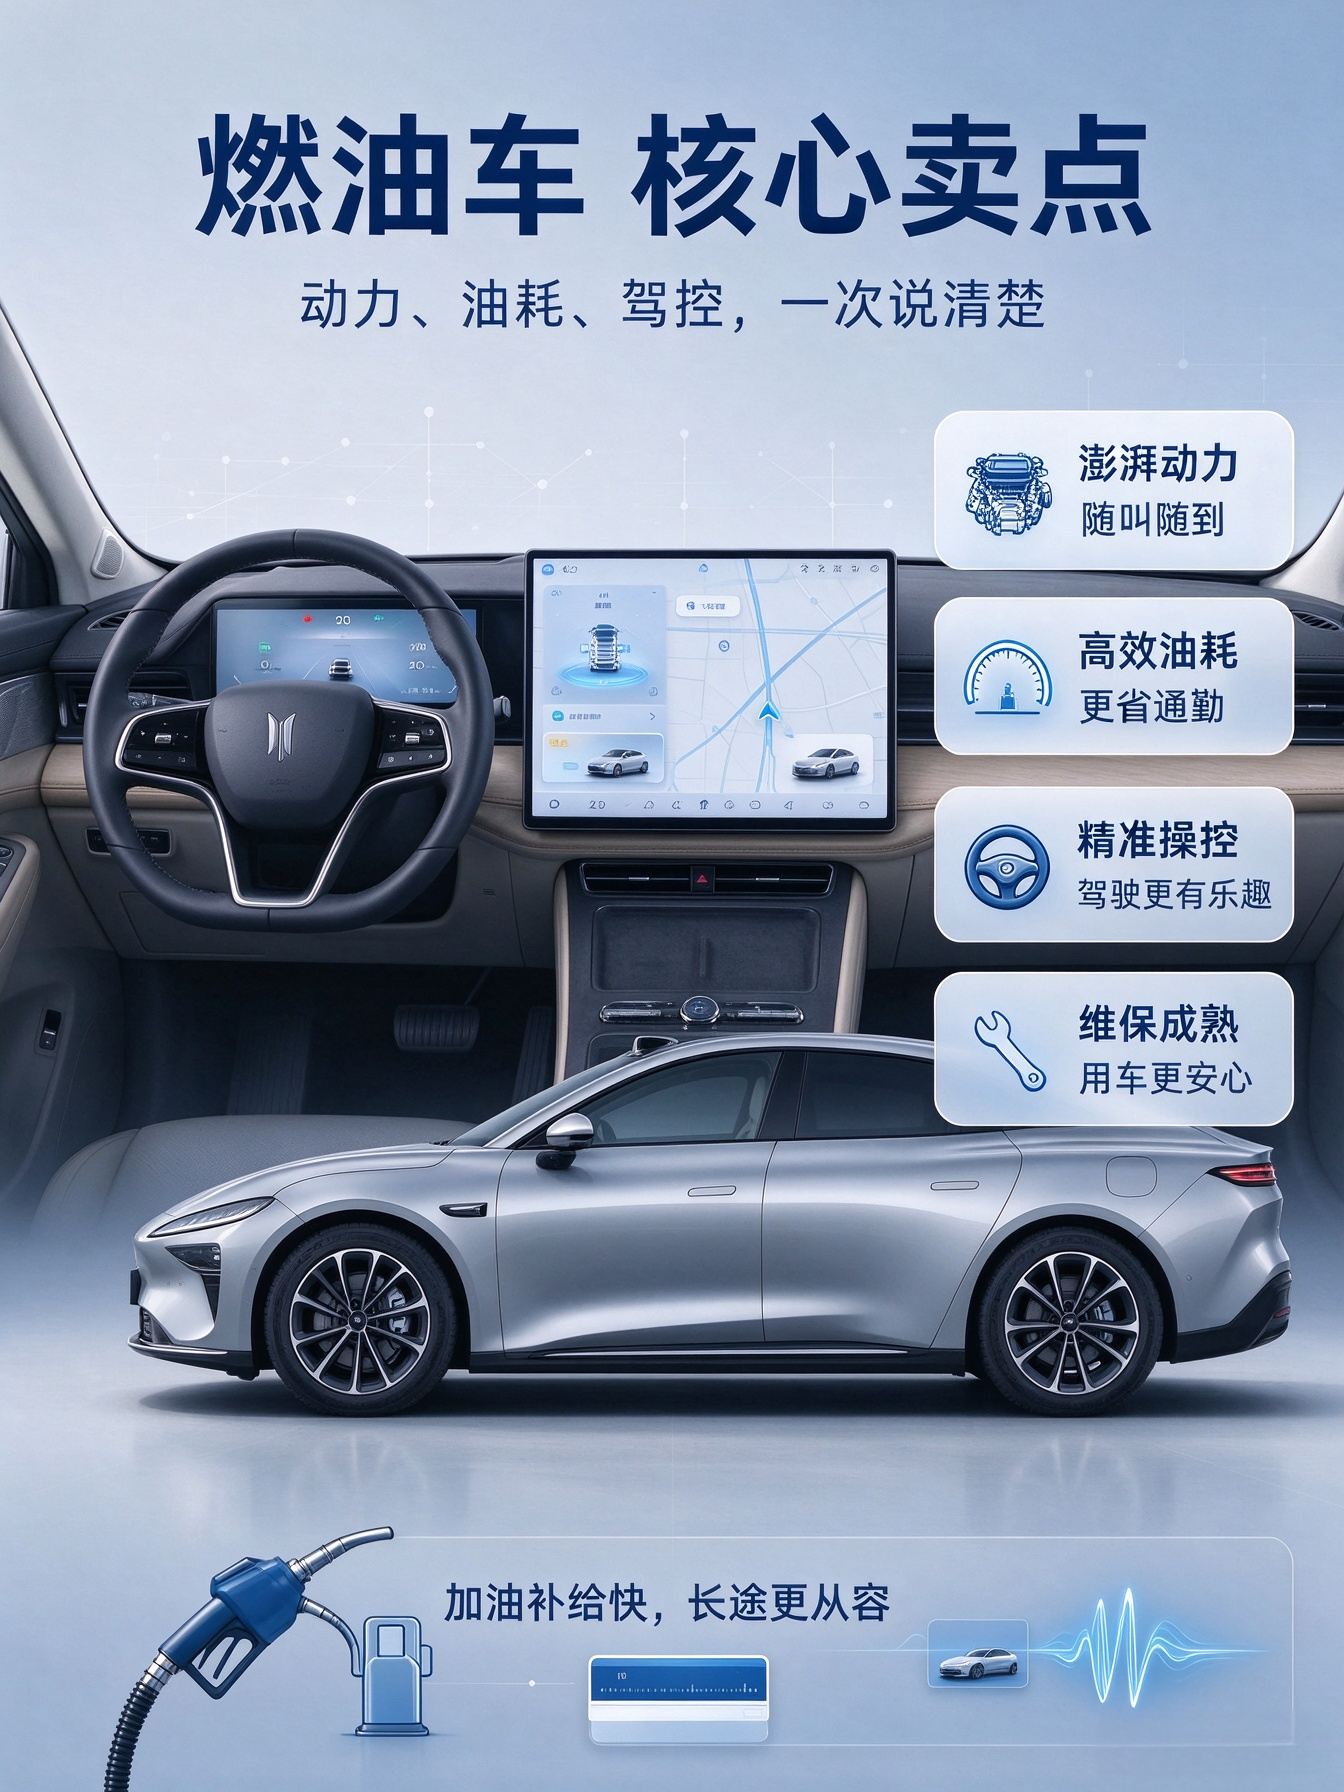 燃油车 核心卖点
动力、油耗、驾控，一次说清楚
澎湃动力
随叫随到
高效油耗
更省通勤
精准操控
驾驶更有乐趣
维保成熟
用车更安心
加油补给快，长途更从容